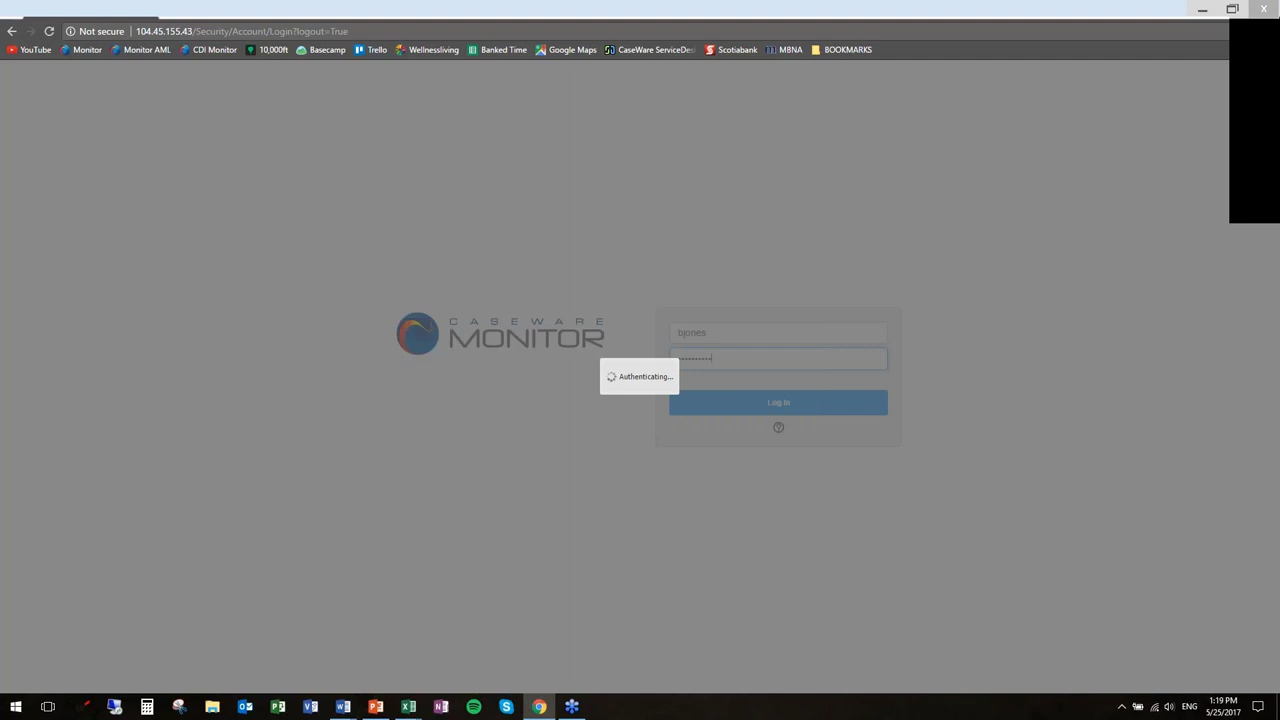 Not secure 104.45.155.43/Security/Account/Login?logout=True
YouTube Monitor Monitor AML CDI Monitor 10,000ft Basecamp Trello Wellnessliving Banked Time Google Maps CaseWare ServiceDes Scotiabank MBNA BOOKMARKS
CASEWARE
MONITOR
bjones
Authenticating...
Log In
ENG
1:19 PM
5/25/2017